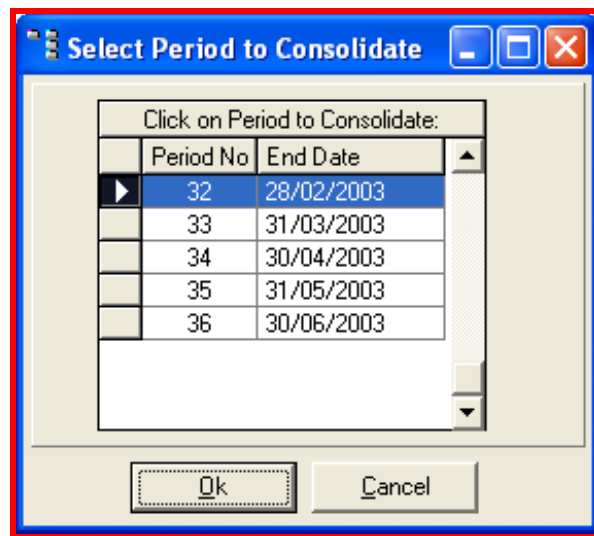 Select Period to Consolidate
Click on Period to Consolidate:
Period No End Date
32 28/02/2003
33 31/03/2003
34 30/04/2003
35 31/05/2003
36 30/06/2003
Ok Cancel